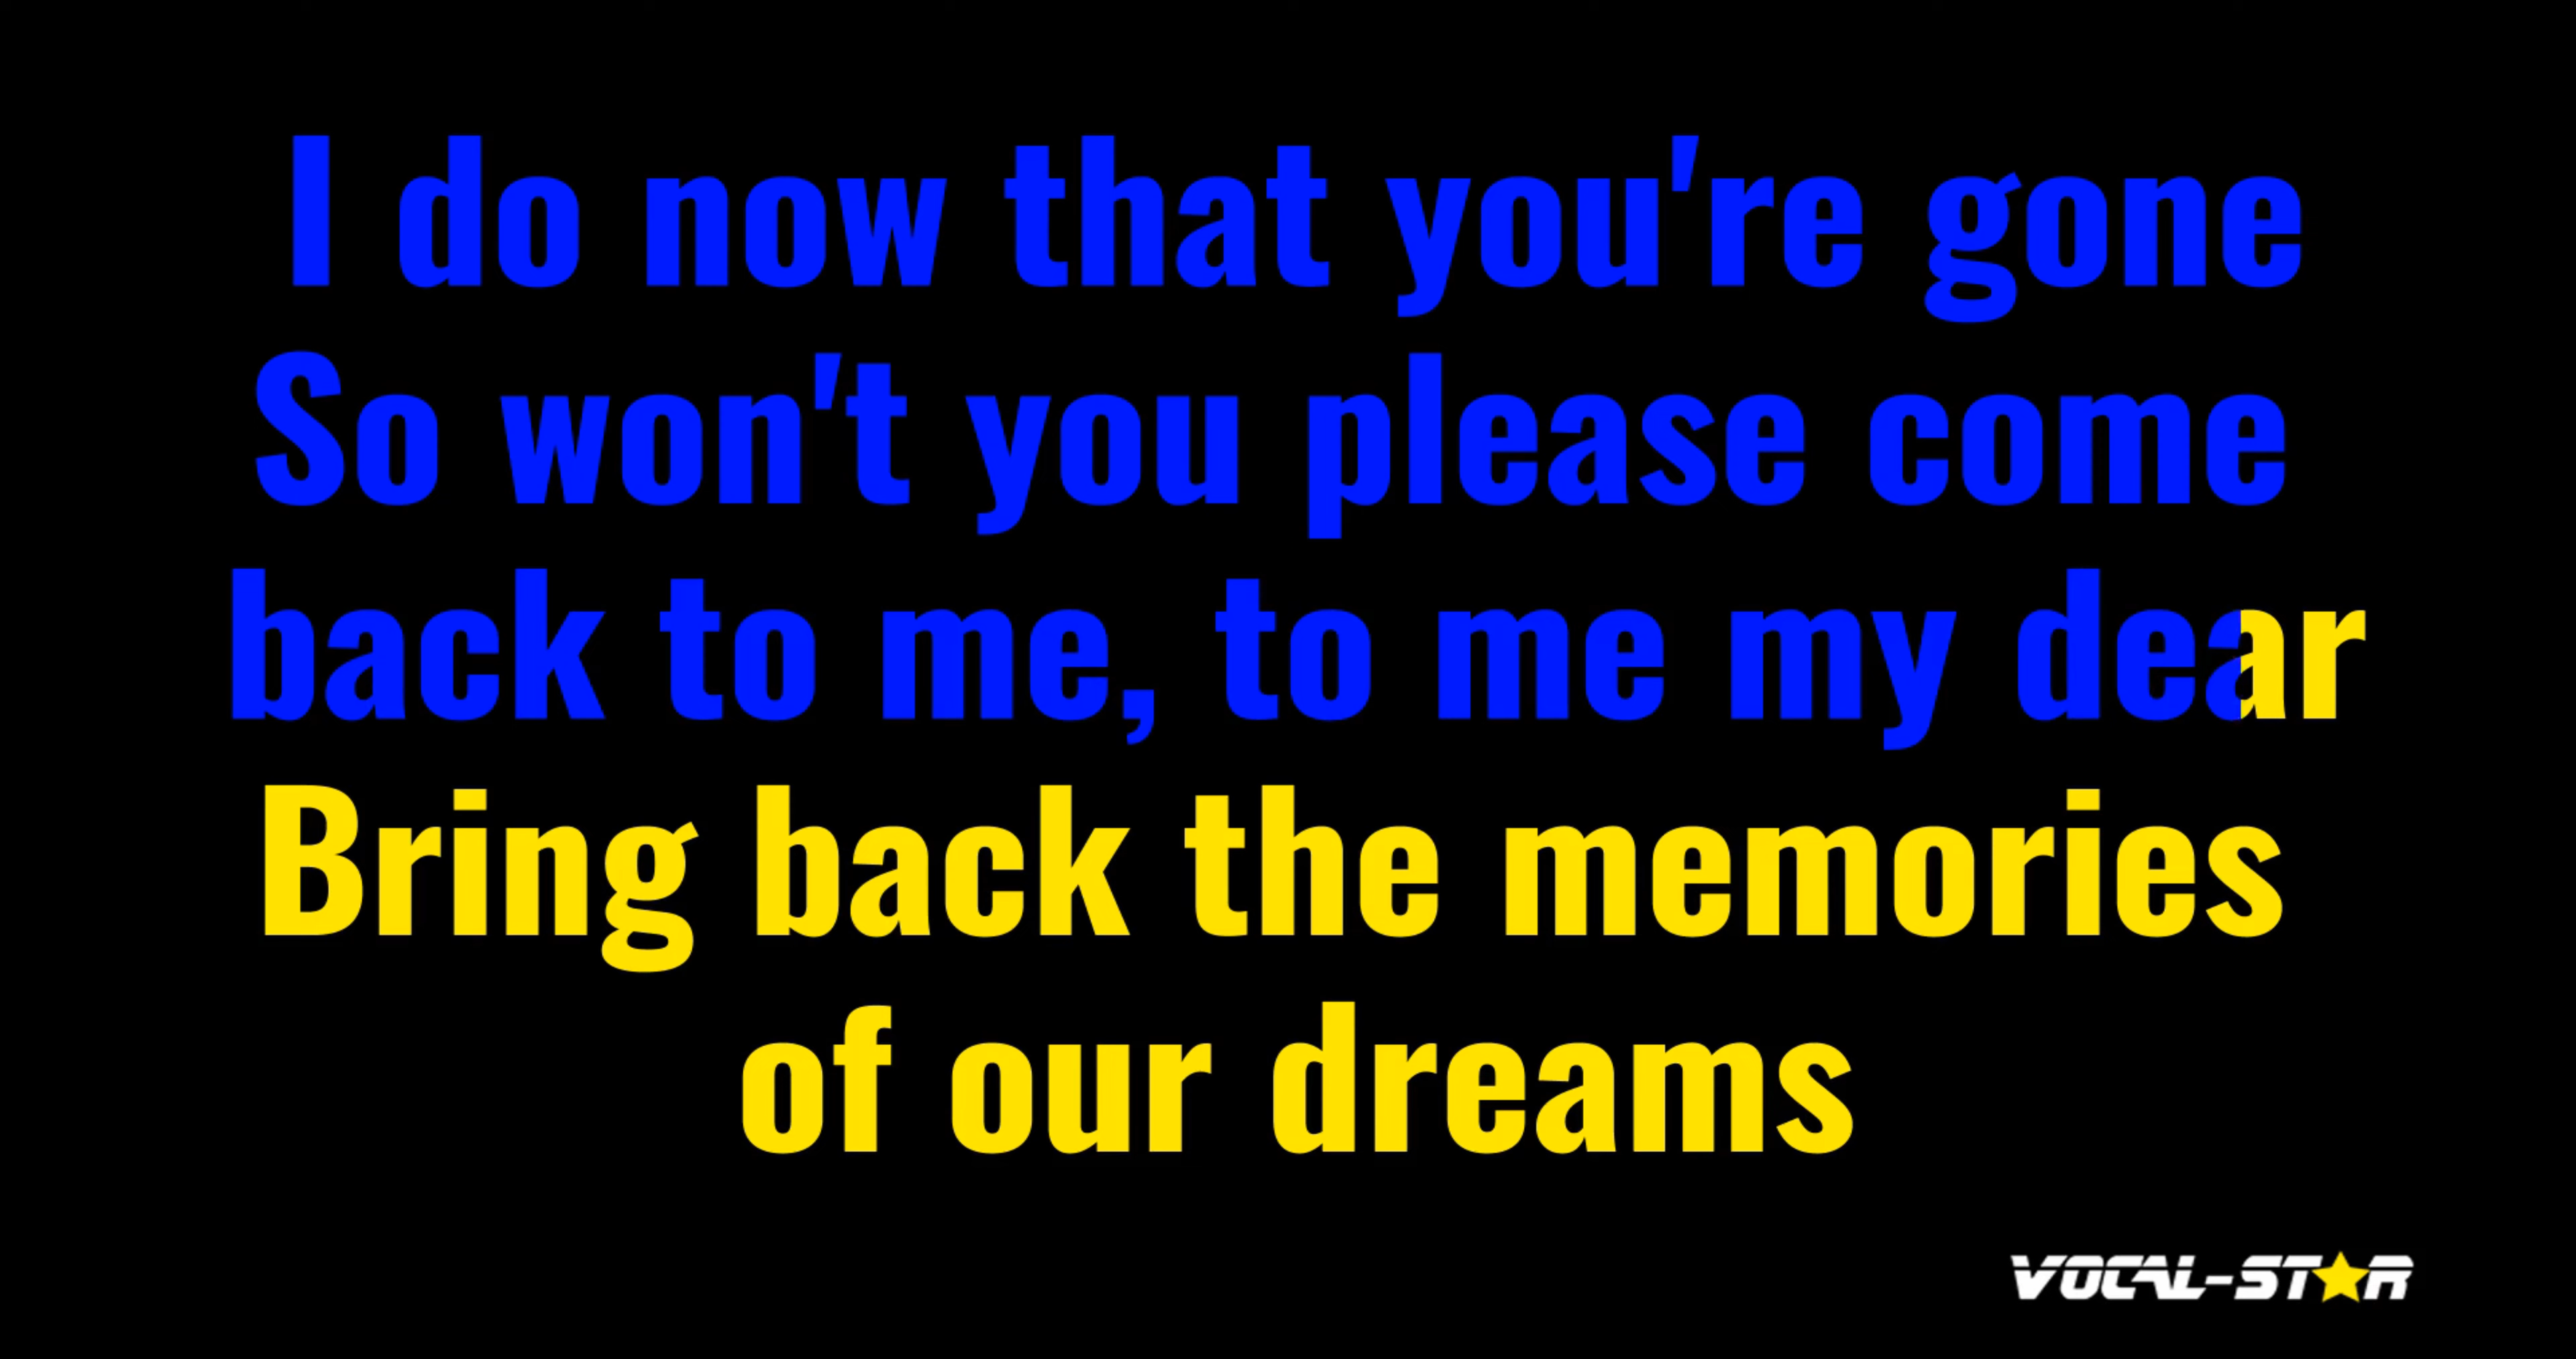 I do now that you're gone
So won't you please come
back to me, to me my dear
Bring back the memories
of our dreams
VOCAL-STAR